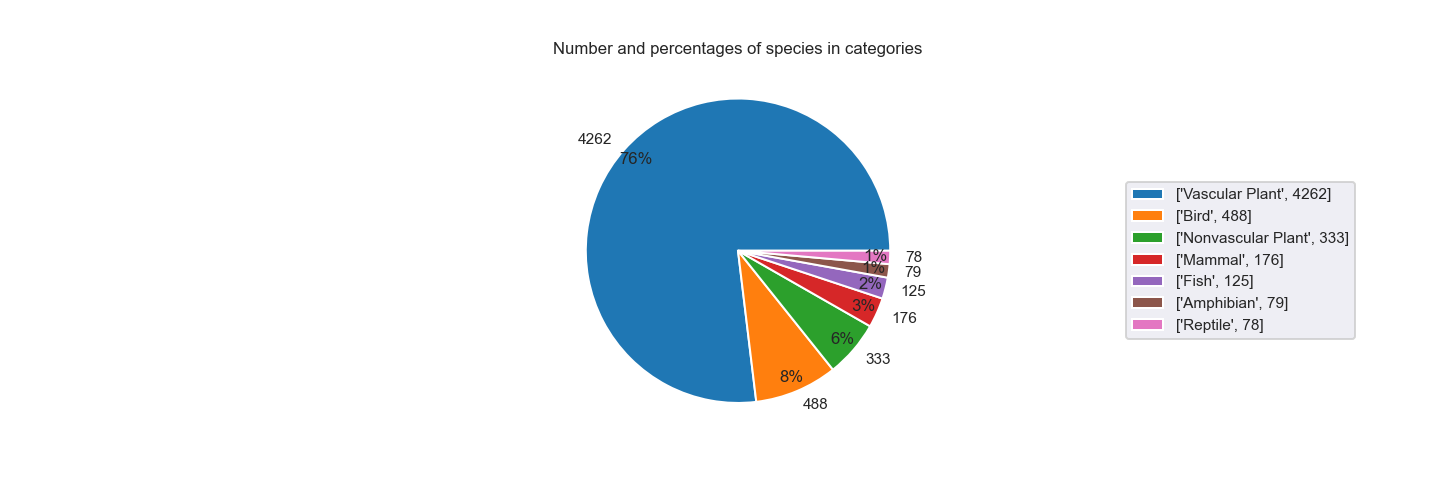 Number and percentages of species in categories
4262
76%
1% 78
1% 79
2% 125
3% 176
6% 333
8% 488
['Vascular Plant', 4262]
['Bird', 488]
['Nonvascular Plant', 333]
['Mammal', 176]
['Fish', 125]
['Amphibian', 79]
['Reptile', 78]